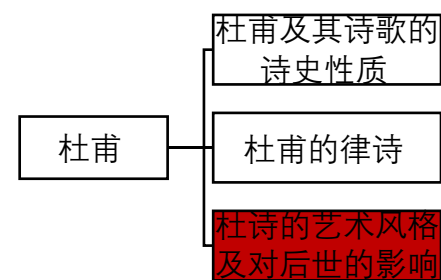 杜甫及其诗歌的
诗史性质
杜甫
杜甫的律诗
杜诗的艺术风格
及对后世的影响